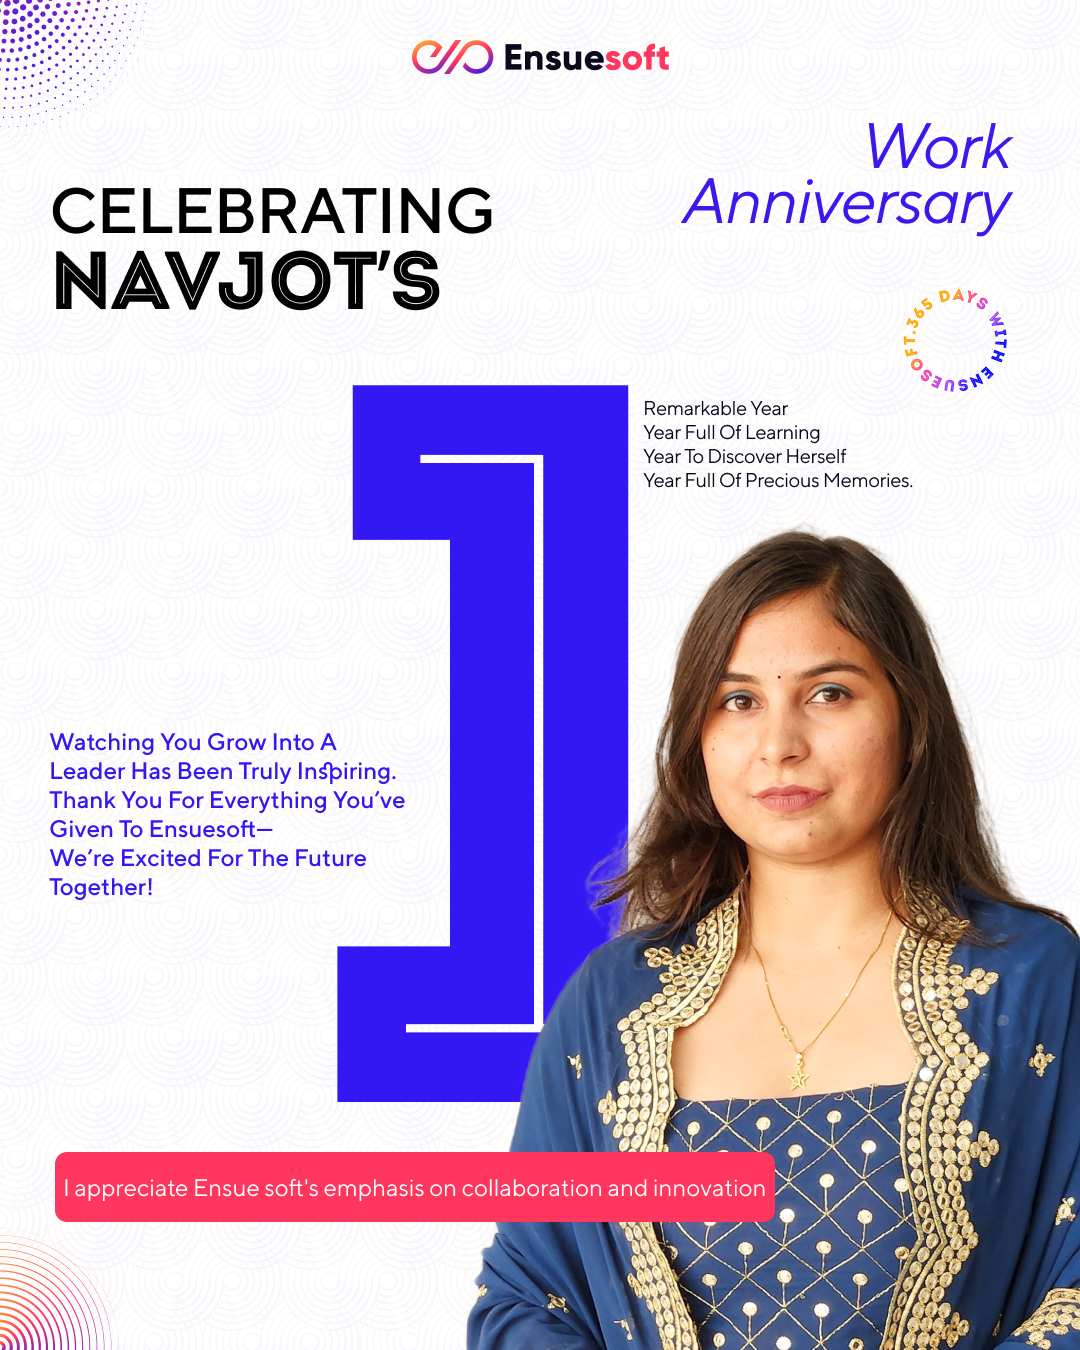 Ensuesoft
Work
Anniversary
CELEBRATING
NAVJOT'S
365 DAYS WITH ENSUESOFT.
1
Remarkable Year
Year Full Of Learning
Year To Discover Herself
Year Full Of Precious Memories.
Watching You Grow Into A
Leader Has Been Truly Inspiring.
Thank You For Everything You've
Given To Ensuesoft—
We're Excited For The Future
Together!
I appreciate Ensue soft's emphasis on collaboration and innovation